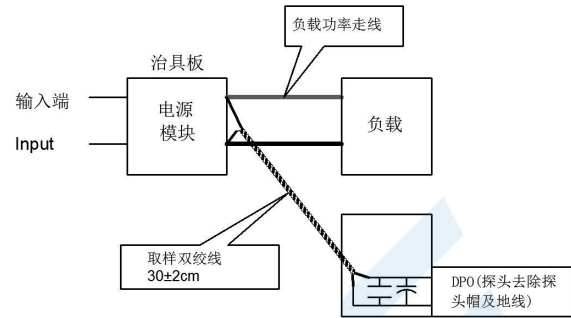 负载功率走线
治具板
输入端
Input
电源
模块
负载
取样双绞线
30±2cm
DPO(探头去除探
头帽及地线)